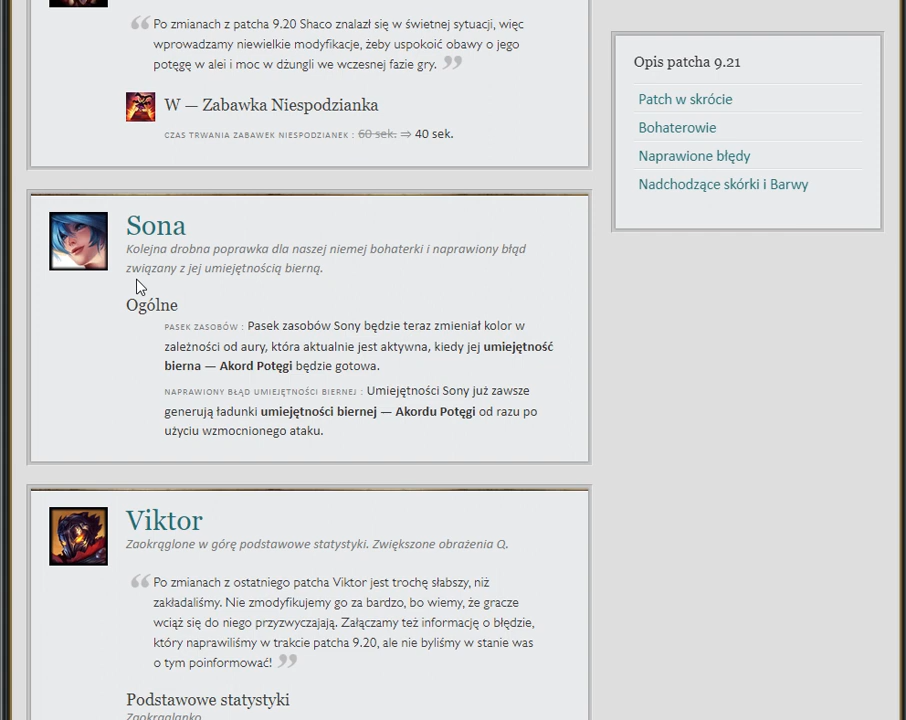 Po zmianach z patcha 9.20 Shaco znalazł się w świetnej sytuacji, więc
wprowadzamy niewielkie modyfikacje, żeby uspokoić obawy o jego
potęgę w alei i moc w dżungli we wczesnej fazie gry.
W — Zabawka Niespodzianka
CZAS TRWANIA ZABAWEK NIESPODZIANEK : 60 sek. ⇒ 40 sek.
Sona
Kolejna drobna poprawka dla naszej niemej bohaterki i naprawiony błąd
związany z jej umiejętnością bierną.
Ogólne
PASEK ZASOBÓW : Pasek zasobów Sony będzie teraz zmieniał kolor w
zależności od aury, która aktualnie jest aktywna, kiedy jej umiejętność
bierna — Akord Potęgi będzie gotowa.
NAPRAWIONY BŁĄD UMIEJĘTNOŚCI BIERNEJ : Umiejętności Sony już zawsze
generują ładunki umiejętności biernej — Akordu Potęgi od razu po
użyciu wzmocnionego ataku.
Viktor
Zaokrąglone w górę podstawowe statystyki. Zwiększone obrażenia Q.
Po zmianach z ostatniego patcha Viktor jest trochę słabszy, niż
zakładaliśmy. Nie zmodyfikujemy go za bardzo, bo wiemy, że gracze
wciąż się do niego przyzwyczajają. Załączamy też informację o błędzie,
który naprawiliśmy w trakcie patcha 9.20, ale nie byliśmy w stanie was
o tym poinformować!
Podstawowe statystyki
Zaokrąglanko
Opis patcha 9.21
Patch w skrócie
Bohaterowie
Naprawione błędy
Nadchodzące skórki i Barwy